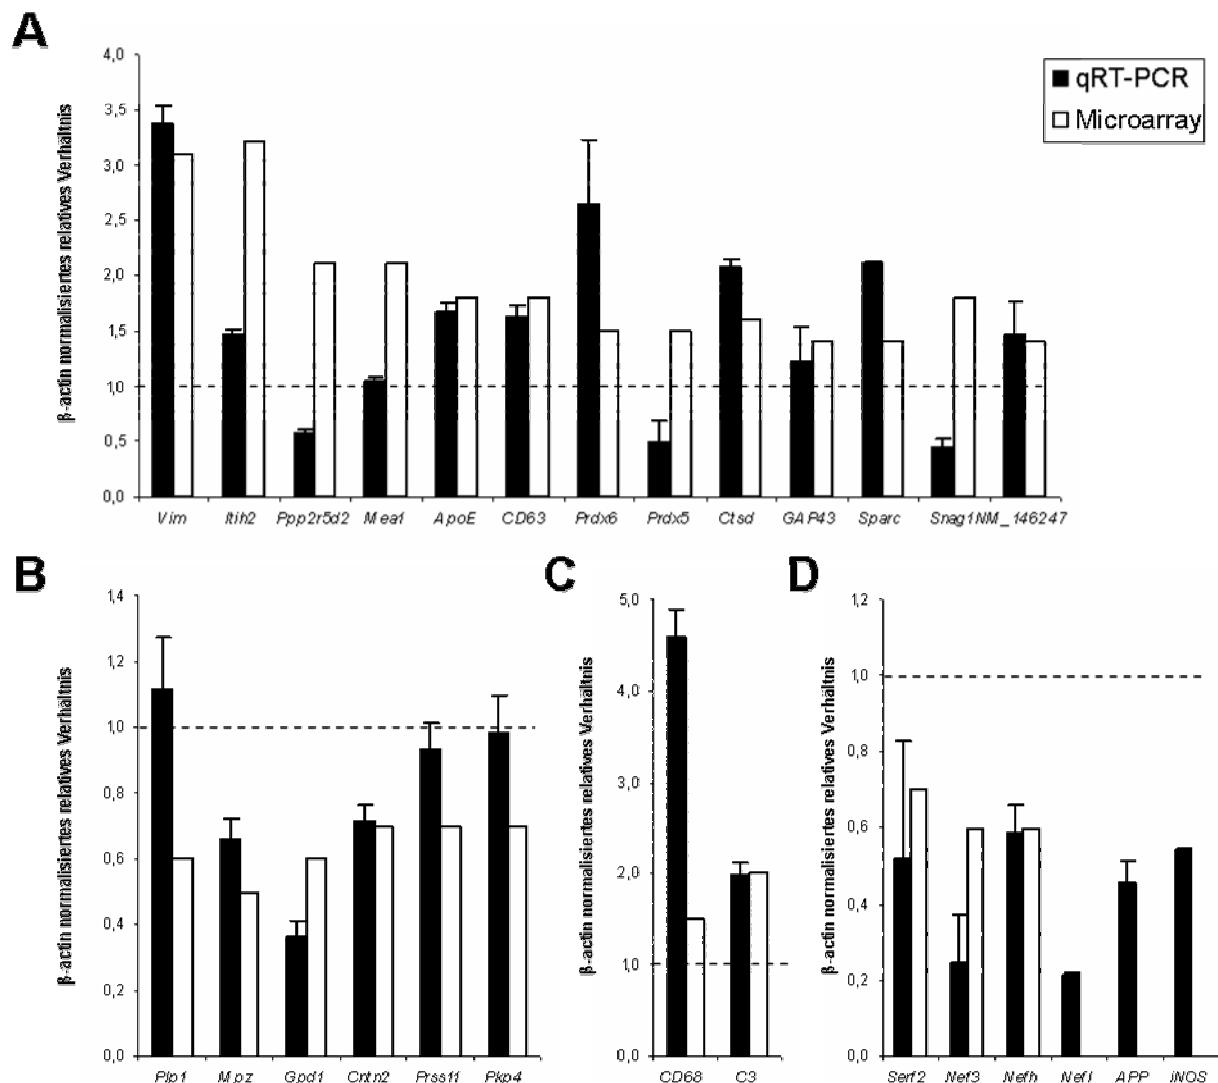 A
4,0
3,5
3,0
2,5
2,0
1,5
1,0
0,5
0,0
β-actin normalisiertes relatives Verhältnis
Vim Itih2 Ppp2r5d2 Mea1 ApoE CD63 Prdx6 Prdx5 Ctsd GAP43 Sparc Snag1 NM_146247
qRT-PCR
Microarray
B
1,4
1,2
1,0
0,8
0,6
0,4
0,2
0,0
β-actin normalisiertes relatives Verhältnis
Plp1 Mpz Gpd1 Cntn2 Prss11 Pkp4
C
5,0
4,0
3,0
2,0
1,0
0,0
β-actin normalisiertes relatives Verhältnis
CD68 C3
D
1,2
1,0
0,8
0,6
0,4
0,2
0,0
β-actin normalisiertes relatives Verhältnis
Serf2 Nef3 Nefh Nefl APP iNOS